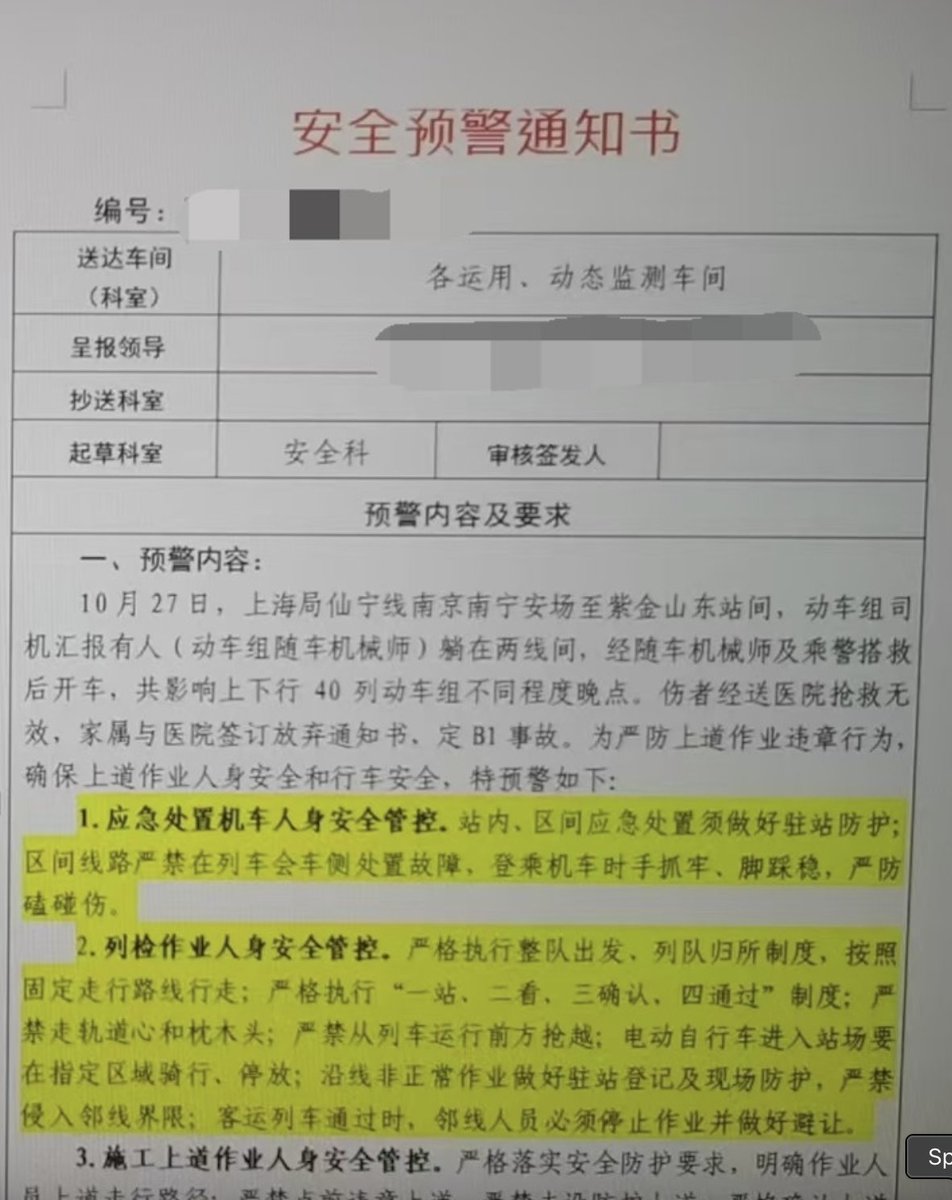 安全预警通知书
编号：
送达车间
（科室）
各运用、动态监测车间
呈报领导
抄送科室
起草科室 安全科 审核签发人
预警内容及要求
一、预警内容：
10月27日，上海局仙宁线南京南宁安场至紫金山东站间，动车组司
机汇报有人（动车组随车机械师）躺在两线间，经随车机械师及乘警搭救
后开车，共影响上下行 40 列动车组不同程度晚点。伤者经送医院抢救无
效，家属与医院签订放弃通知书、定 B1 事故。为严防上道作业违章行为，
确保上道作业人身安全和行车安全，特预警如下：
1.应急处置机车人身安全管控。站内、区间应急处置须做好驻站防护；
区间线路严禁在列车会车侧处置故障，登乘机车时手抓牢、脚踩稳，严防
磕碰伤。
2.列检作业人身安全管控。严格执行整队出发、列队归所制度，按照
固定走行路线行走；严格执行“一站、二看、三确认、四通过”制度；严
禁走轨道心和枕木头；严禁从列车运行前方抢越；电动自行车进入站场要
在指定区域骑行、停放；沿线非正常作业做好驻站登记及现场防护，严禁
侵入邻线界限；客运列车通过时，邻线人员必须停止作业并做好避让。
3.施工上道作业人身安全管控。严格落实安全防护要求，明确作业人
Sp